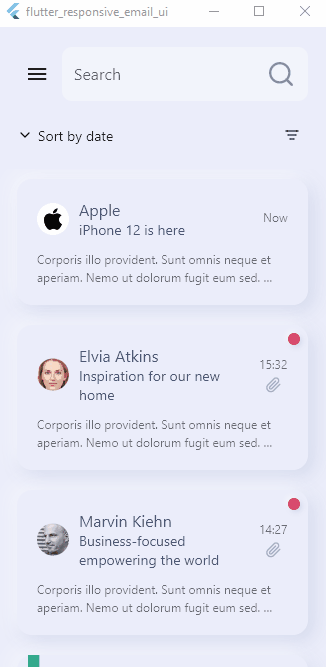 flutter_responsive_email_ui
Search
Sort by date
Apple
Now
iPhone 12 is here
Corporis illo provident. Sunt omnis neque et
aperiam. Nemo ut dolorum fugit eum sed. ...
Elvia Atkins
15:32
Inspiration for our new
home
Corporis illo provident. Sunt omnis neque et
aperiam. Nemo ut dolorum fugit eum sed. ...
Marvin Kiehn
14:27
Business-focused
empowering the world
Corporis illo provident. Sunt omnis neque et
aperiam. Nemo ut dolorum fugit eum sed. ...